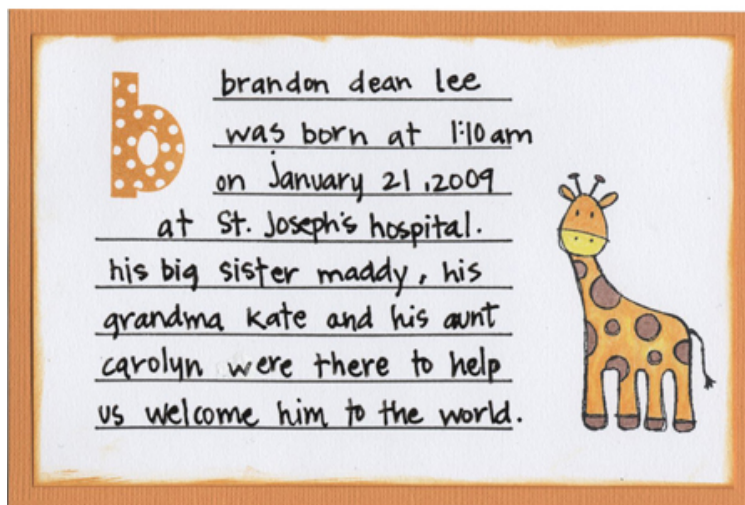 b
brandon dean lee
was born at 1:10 am
on january 21, 2009
at St. Joseph's hospital.
his big sister maddy, his
grandma kate and his aunt
carolyn were there to help
us welcome him to the world.